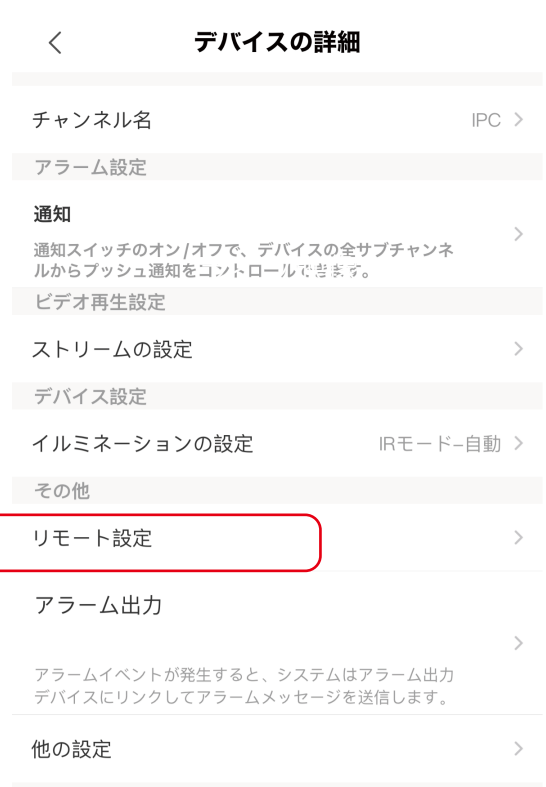 デバイスの詳細
チャンネル名 IPC
アラーム設定
通知
通知スイッチのオン/オフで、デバイスの全サブチャンネ
ルからプッシュ通知をコントロールできます。
ビデオ再生設定
ストリームの設定
デバイス設定
イルミネーションの設定 IRモード–自動
その他
リモート設定
アラーム出力
アラームイベントが発生すると、システムはアラーム出力
デバイスにリンクしてアラームメッセージを送信します。
他の設定